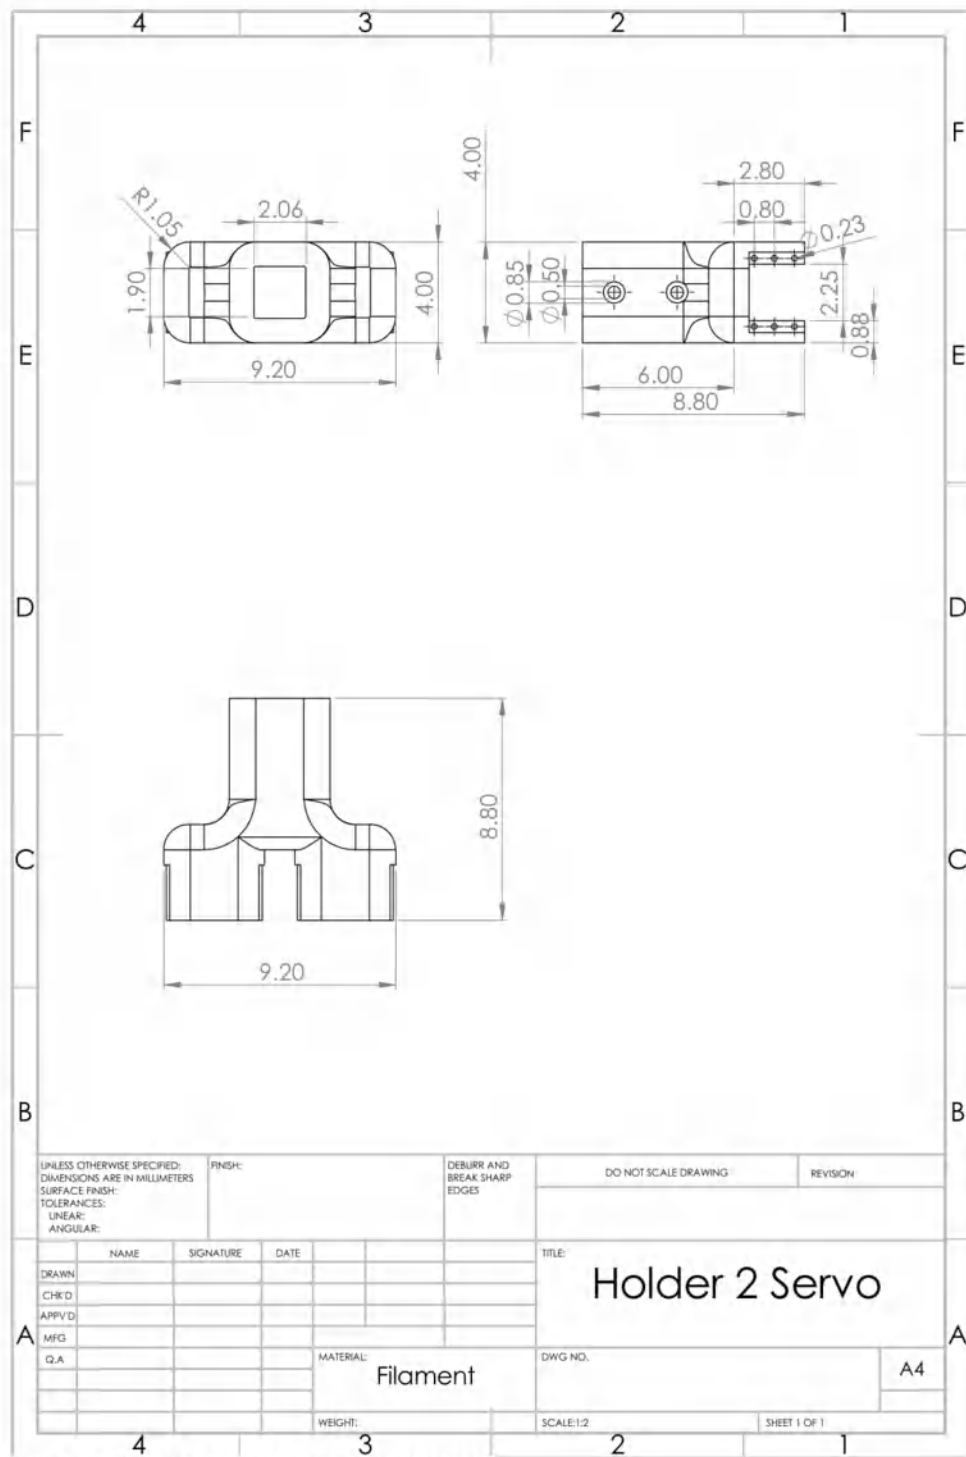 4 3 2 1
F F
4.00
2.80
R1.05
2.06
0.80
Ø0.23
1.90
4.00
Ø0.85
Ø0.50
2.25
0.88
E E
9.20
6.00
8.80
D D
8.80
C C
9.20
B B
UNLESS OTHERWISE SPECIFIED:
DIMENSIONS ARE IN MILLIMETERS
SURFACE FINISH:
TOLERANCES:
LINEAR:
ANGULAR:
FINISH:
DEBURR AND
BREAK SHARP
EDGES
DO NOT SCALE DRAWING
REVISION
NAME SIGNATURE DATE
TITLE:
DRAWN
Holder 2 Servo
CHK'D
APPV'D
A A
MFG
Q.A
MATERIAL:
Filament
DWG NO.
A4
WEIGHT:
SCALE:1:2
SHEET 1 OF 1
4 3 2 1